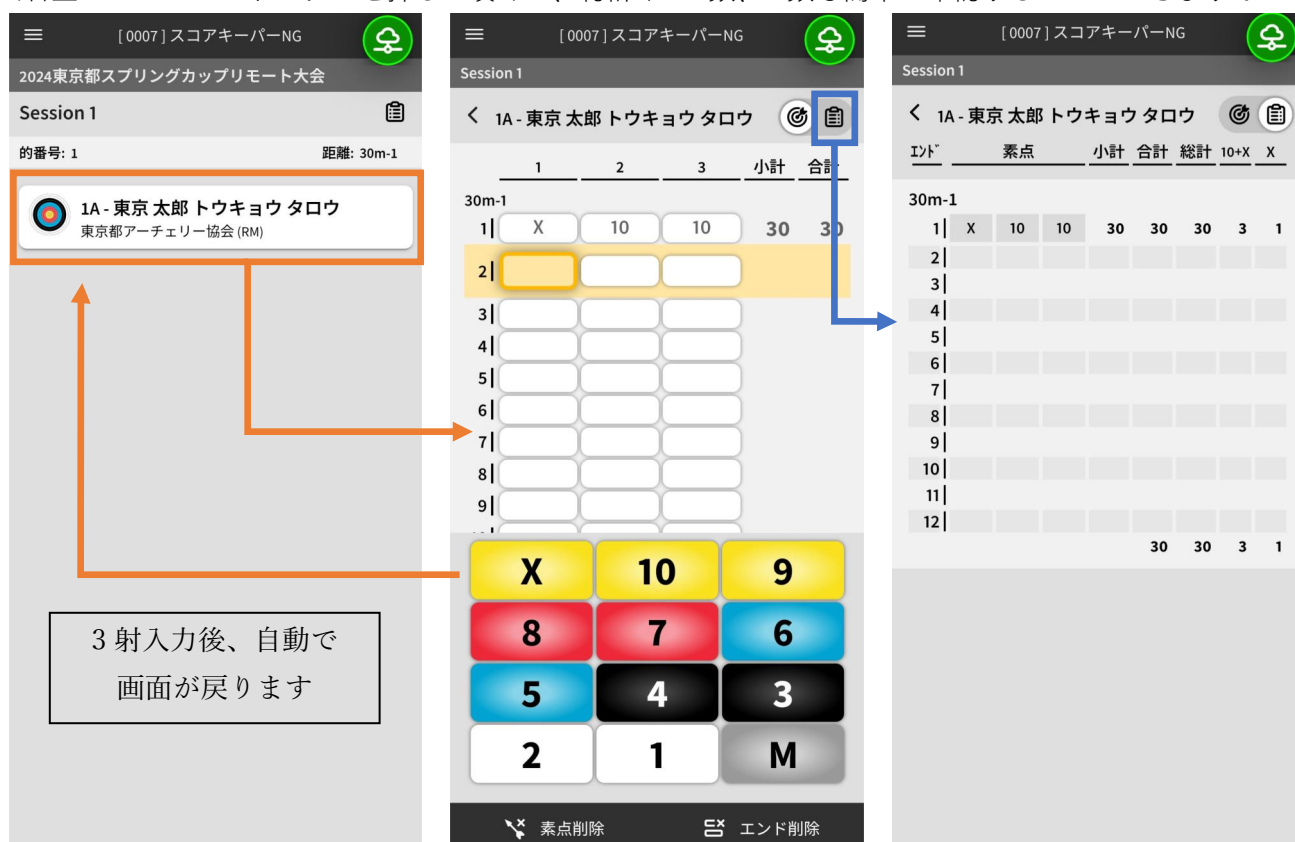 [0007] スコアキーパーNG
2024東京都スプリングカップリモート大会
Session 1
的番号: 1 距離: 30m-1
1A - 東京 太郎 トウキョウ タロウ
東京都アーチェリー協会 (RM)
3射入力後、自動で
画面が戻ります
[0007] スコアキーパーNG
Session 1
1A - 東京 太郎 トウキョウ タロウ
1 2 3 小計 合計
30m-1
1 X 10 10 30 30
2
3
4
5
6
7
8
9
X 10 9
8 7 6
5 4 3
2 1 M
素点削除 エンド削除
[0007] スコアキーパーNG
Session 1
1A - 東京 太郎 トウキョウ タロウ
エンド 素点 小計 合計 総計 10+X X
30m-1
1 X 10 10 30 30 30 3 1
2
3
4
5
6
7
8
9
10
11
12
30 30 3 1